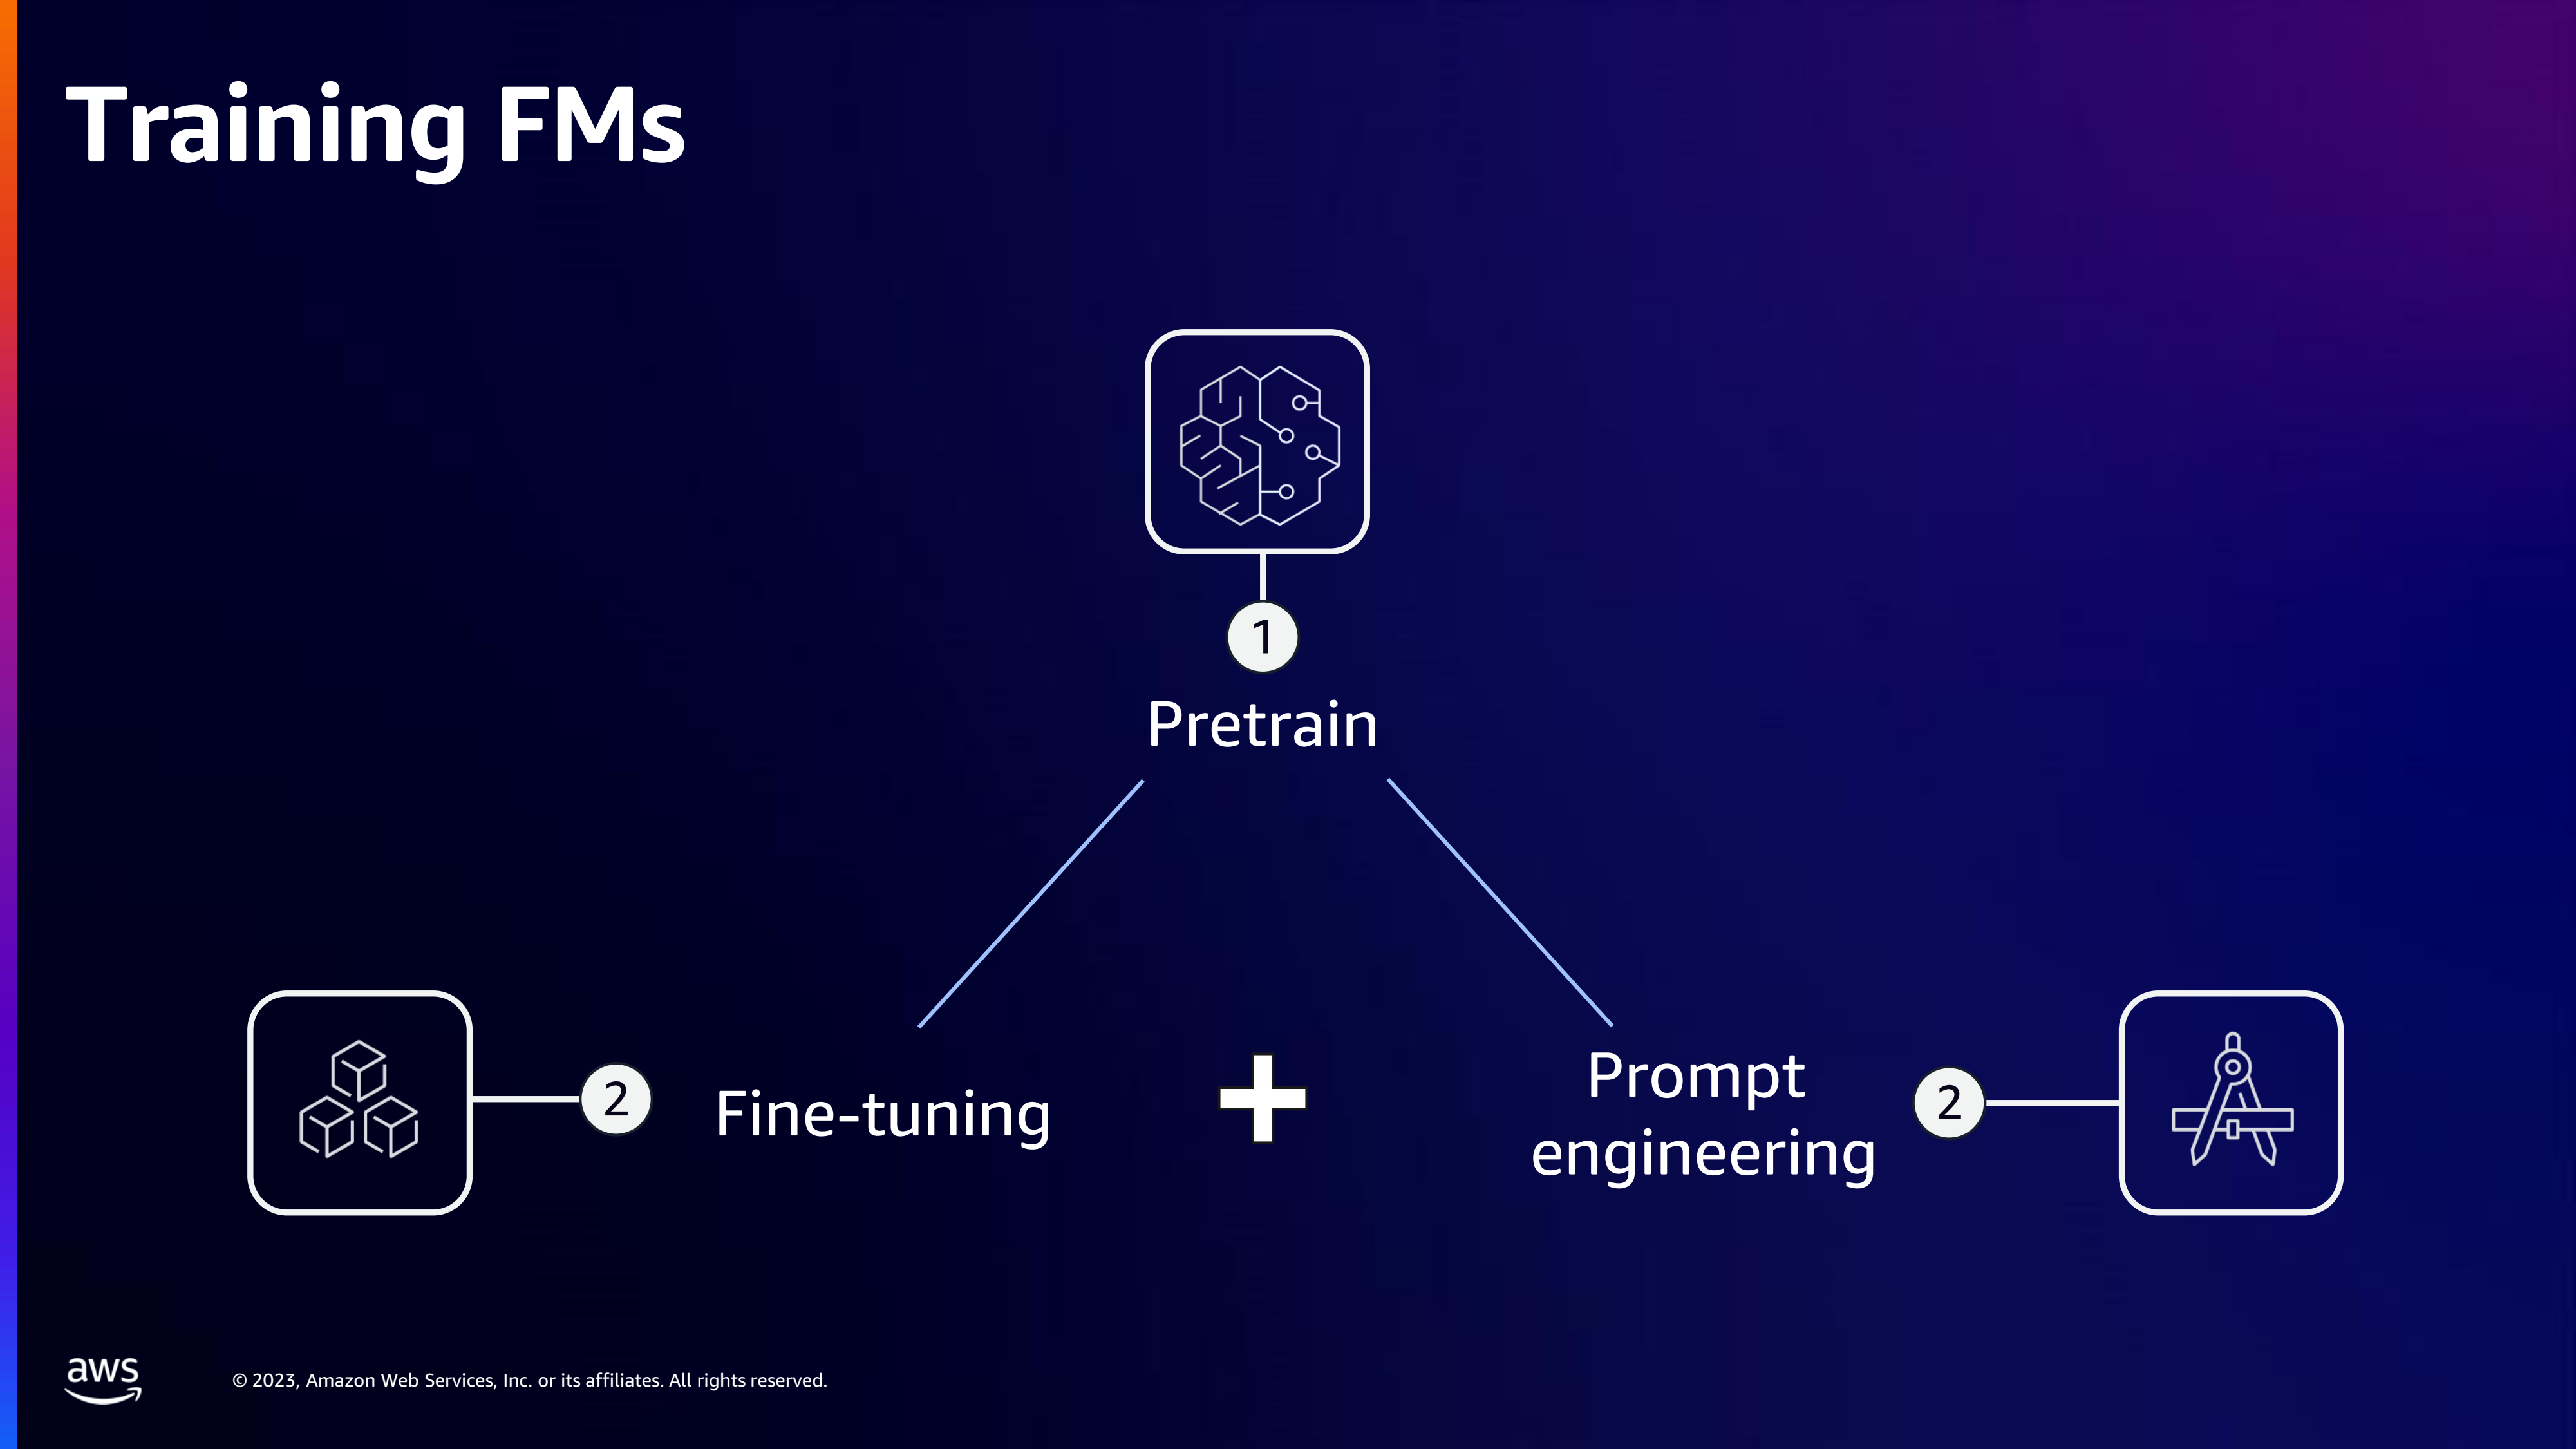 Training FMs
1
Pretrain
2
Fine-tuning
+
Prompt
engineering
2
aws
© 2023, Amazon Web Services, Inc. or its affiliates. All rights reserved.